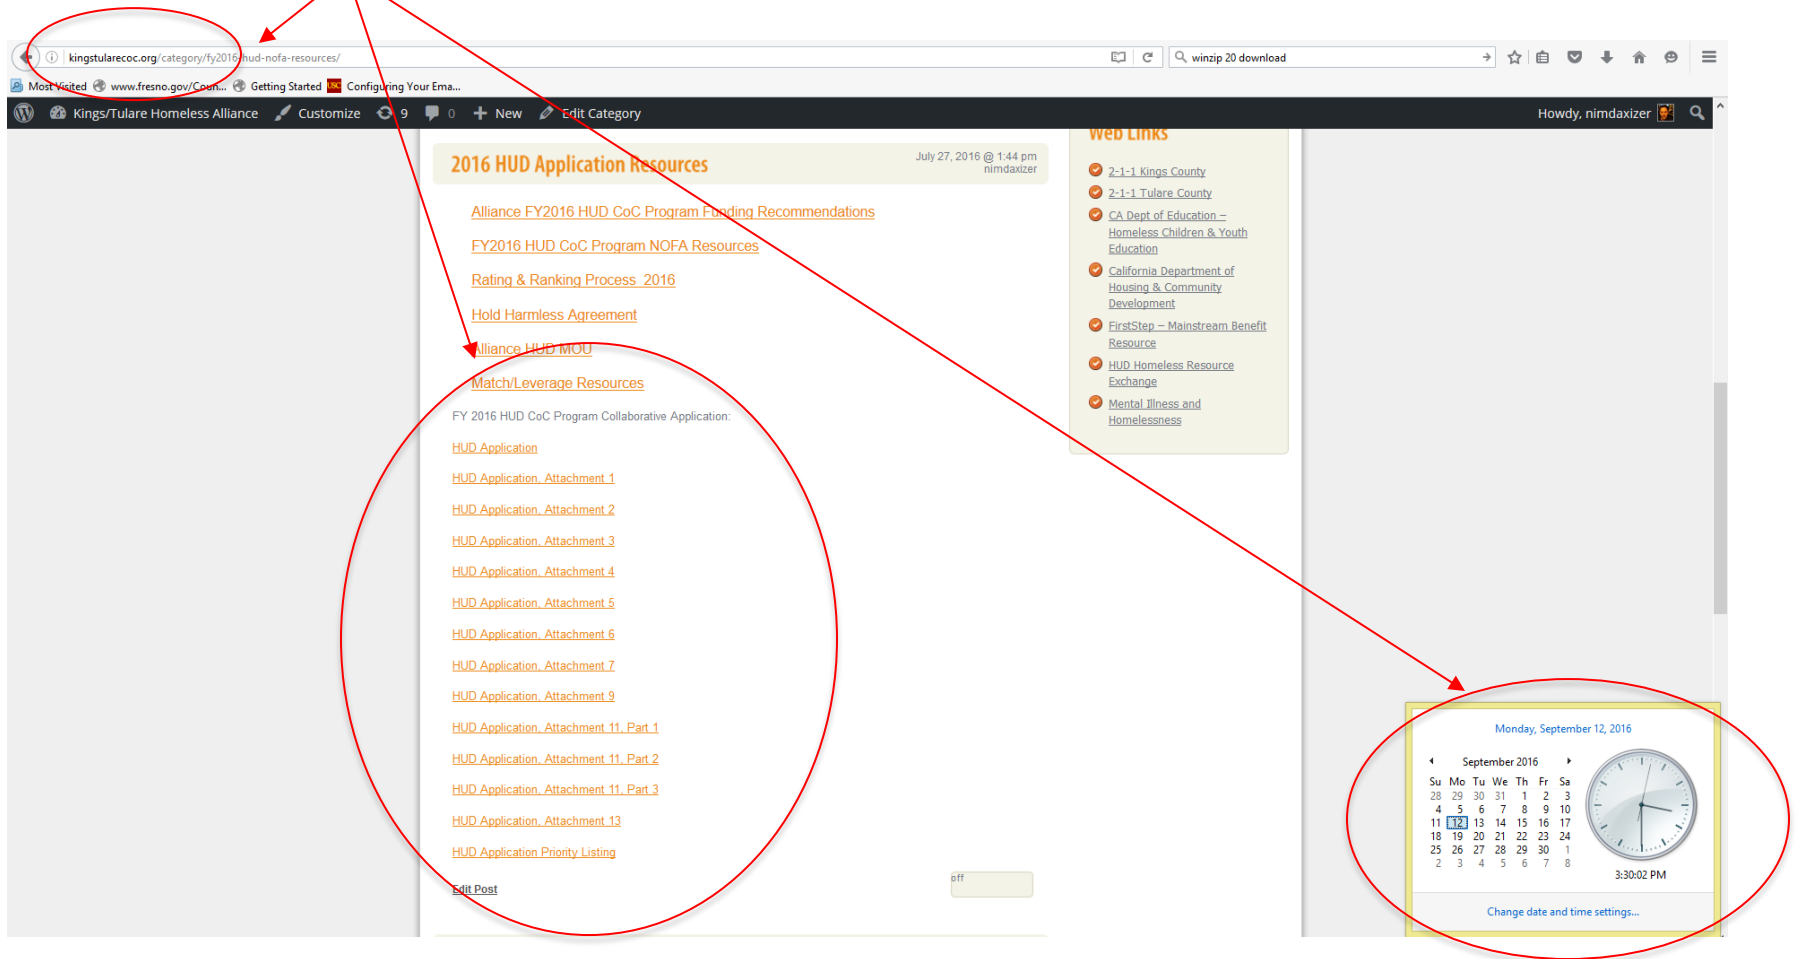 kingstularecoc.org/category/fy2016-hud-nofa-resources/
winzip 20 download
Most Visited
www.fresno.gov/Coun...
Getting Started
USC
Configuring Your Ema...
Kings/Tulare Homeless Alliance
Customize
9
0
New
Edit Category
Howdy, nimdaxizer
2016 HUD Application Resources
July 27, 2016 @ 1:44 pm
nimdaxizer
Alliance FY2016 HUD CoC Program Funding Recommendations
FY2016 HUD CoC Program NOFA Resources
Rating & Ranking Process 2016
Hold Harmless Agreement
Alliance HUD MOU
Match/Leverage Resources
FY 2016 HUD CoC Program Collaborative Application:
HUD Application
HUD Application, Attachment 1
HUD Application, Attachment 2
HUD Application, Attachment 3
HUD Application, Attachment 4
HUD Application, Attachment 5
HUD Application, Attachment 6
HUD Application, Attachment 7
HUD Application, Attachment 9
HUD Application, Attachment 11, Part 1
HUD Application, Attachment 11, Part 2
HUD Application, Attachment 11, Part 3
HUD Application, Attachment 13
HUD Application Priority Listing
Edit Post
off
Web Links
2-1-1 Kings County
2-1-1 Tulare County
CA Dept of Education –
Homeless Children & Youth
Education
California Department of
Housing & Community
Development
FirstStep – Mainstream Benefit
Resource
HUD Homeless Resource
Exchange
Mental Illness and
Homelessness
Monday, September 12, 2016
September 2016
Su Mo Tu We Th Fr Sa
28 29 30 31 1 2 3
4 5 6 7 8 9 10
11 12 13 14 15 16 17
18 19 20 21 22 23 24
25 26 27 28 29 30 1
2 3 4 5 6 7 8
3:30:02 PM
Change date and time settings...